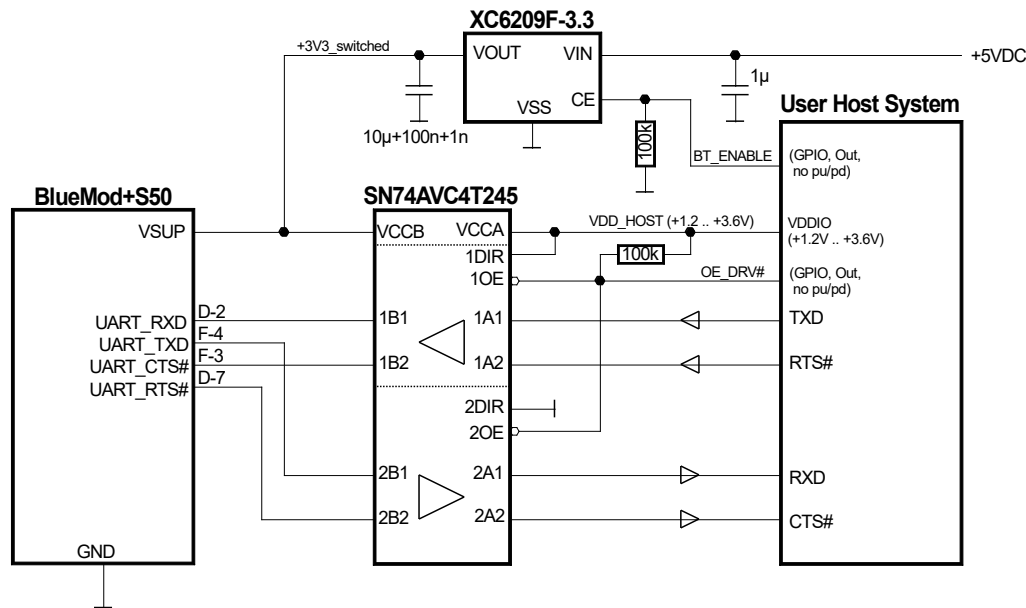 XC6209F-3.3
+3V3_switched
VOUT
VIN
+5VDC
1µ
CE
VSS
10µ+100n+1n
100k
User Host System
BT_ENABLE
(GPIO, Out,
no pu/pd)
BlueMod+S50
SN74AVC4T245
VSUP
VCCB
VCCA
VDD_HOST (+1.2 .. +3.6V)
VDDIO
(+1.2V .. +3.6V)
1DIR
100k
1OE
OE_DRV#
(GPIO, Out,
no pu/pd)
UART_RXD
D-2
1B1
1A1
TXD
UART_TXD
F-4
UART_CTS#
F-3
1B2
1A2
RTS#
UART_RTS#
D-7
2DIR
2OE
2B1
2A1
RXD
2B2
2A2
CTS#
GND